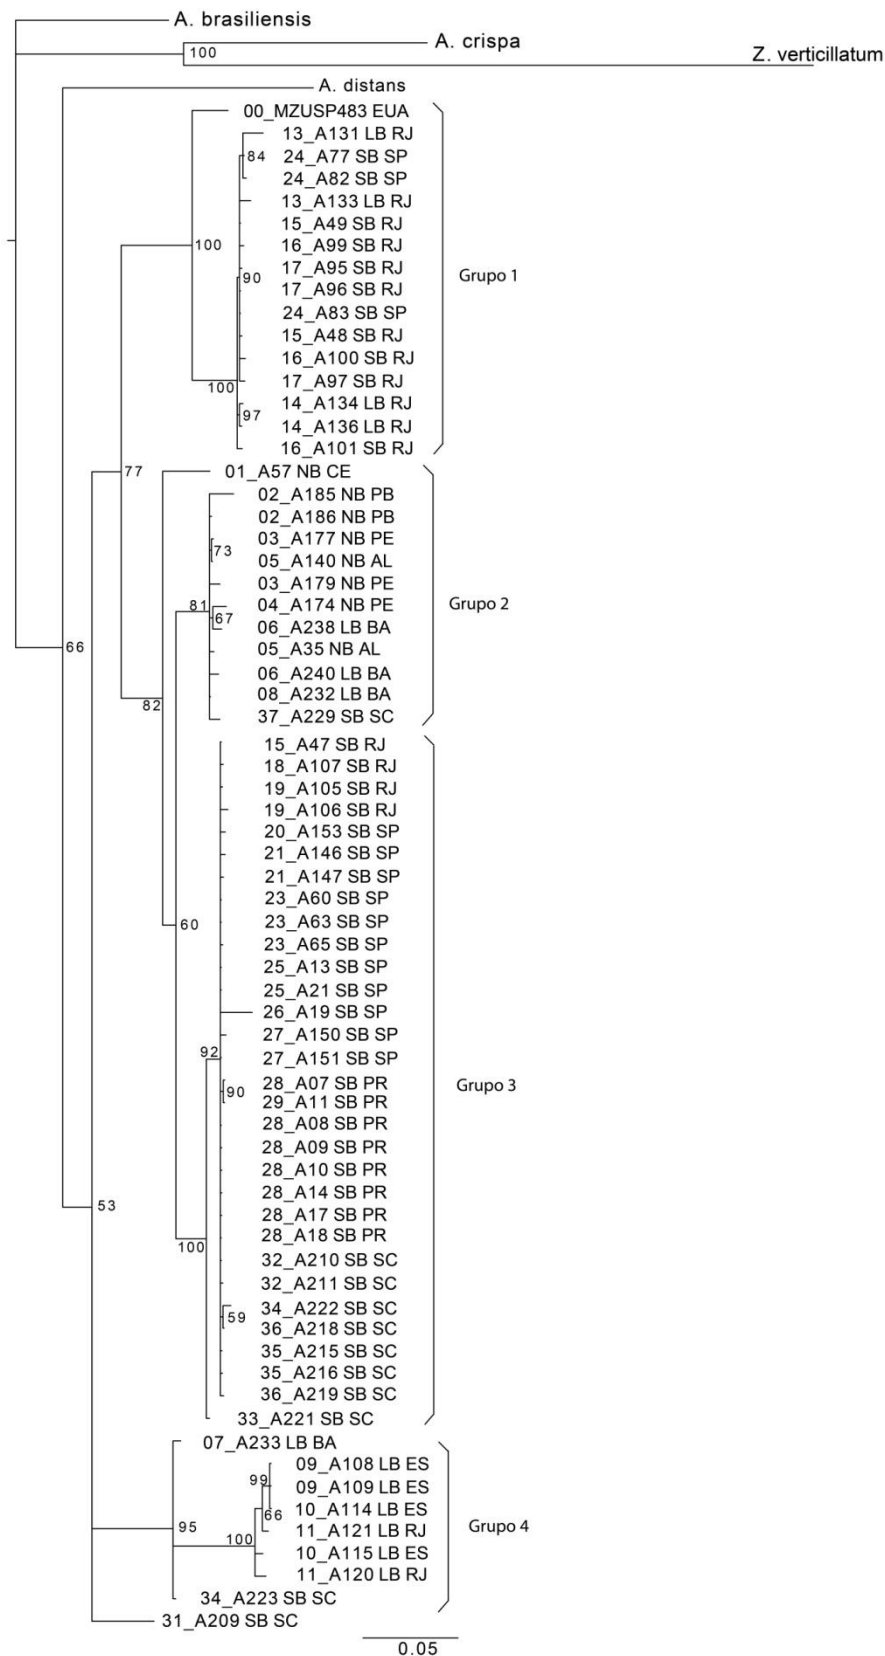 A. brasiliensis
A. crispa
100
Z. verticillatum
A. distans
00_MZUSP483 EUA
13_A131 LB RJ
84
24_A77 SB SP
24_A82 SB SP
13_A133 LB RJ
15_A49 SB RJ
100
16_A99 SB RJ
17_A95 SB RJ
90
Grupo 1
17_A96 SB RJ
24_A83 SB SP
15_A48 SB RJ
16_A100 SB RJ
17_A97 SB RJ
100
14_A134 LB RJ
97
14_A136 LB RJ
16_A101 SB RJ
77
01_A57 NB CE
02_A185 NB PB
02_A186 NB PB
03_A177 NB PE
73
05_A140 NB AL
03_A179 NB PE
81
04_A174 NB PE
Grupo 2
67
06_A238 LB BA
66
05_A35 NB AL
06_A240 LB BA
08_A232 LB BA
82
37_A229 SB SC
15_A47 SB RJ
18_A107 SB RJ
19_A105 SB RJ
19_A106 SB RJ
20_A153 SB SP
21_A146 SB SP
21_A147 SB SP
23_A60 SB SP
60
23_A63 SB SP
23_A65 SB SP
25_A13 SB SP
25_A21 SB SP
26_A19 SB SP
27_A150 SB SP
92
27_A151 SB SP
28_A07 SB PR
Grupo 3
90
29_A11 SB PR
28_A08 SB PR
28_A09 SB PR
28_A10 SB PR
28_A14 SB PR
53
28_A17 SB PR
28_A18 SB PR
100
32_A210 SB SC
32_A211 SB SC
34_A222 SB SC
59
36_A218 SB SC
35_A215 SB SC
35_A216 SB SC
36_A219 SB SC
33_A221 SB SC
07_A233 LB BA
09_A108 LB ES
99
09_A109 LB ES
10_A114 LB ES
66
95
11_A121 LB RJ
Grupo 4
100
10_A115 LB ES
11_A120 LB RJ
34_A223 SB SC
31_A209 SB SC
0.05